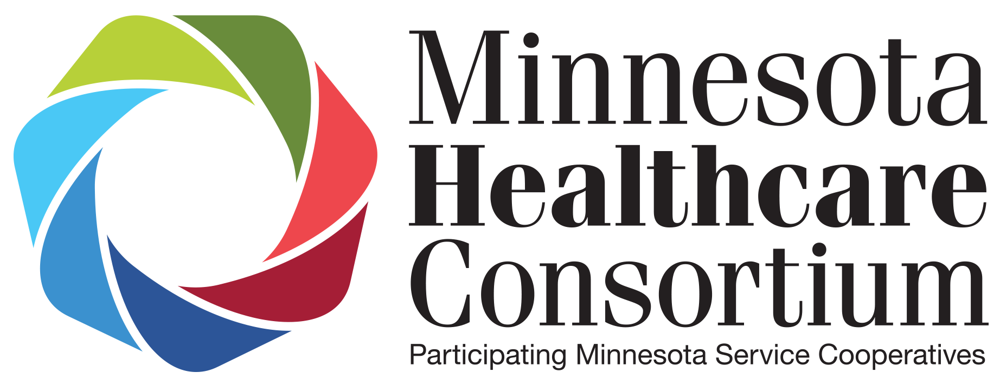 Minnesota
Healthcare
Consortium
Participating Minnesota Service Cooperatives